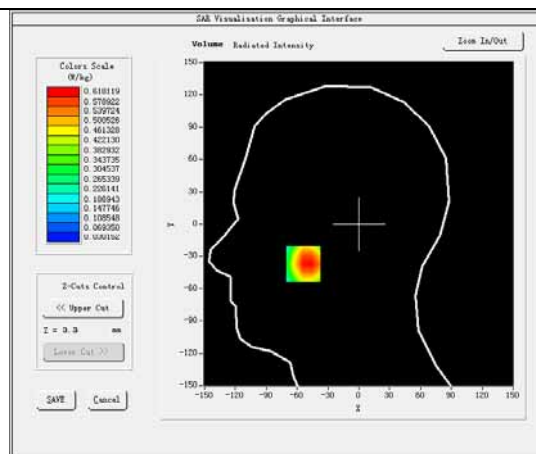 SAR Visualisation Graphical Interface
Volume Radiated Intensity
Zoom In/Out
Colors Scale
(W/kg)
0.618119
0.578922
0.539724
0.500526
0.461328
0.422130
0.382932
0.343735
0.304537
0.265339
0.226141
0.186943
0.147746
0.108548
0.069350
0.030152
Z-Cuts Control
<< Upper Cut
Z = 3.3 mm
Lower Cut >>
SAVE
Cancel
150
120
90
60
30
0
-30
-60
-90
-120
-150
Y
-150 -120 -90 -60 -30 0 30 60 90 120 150
X